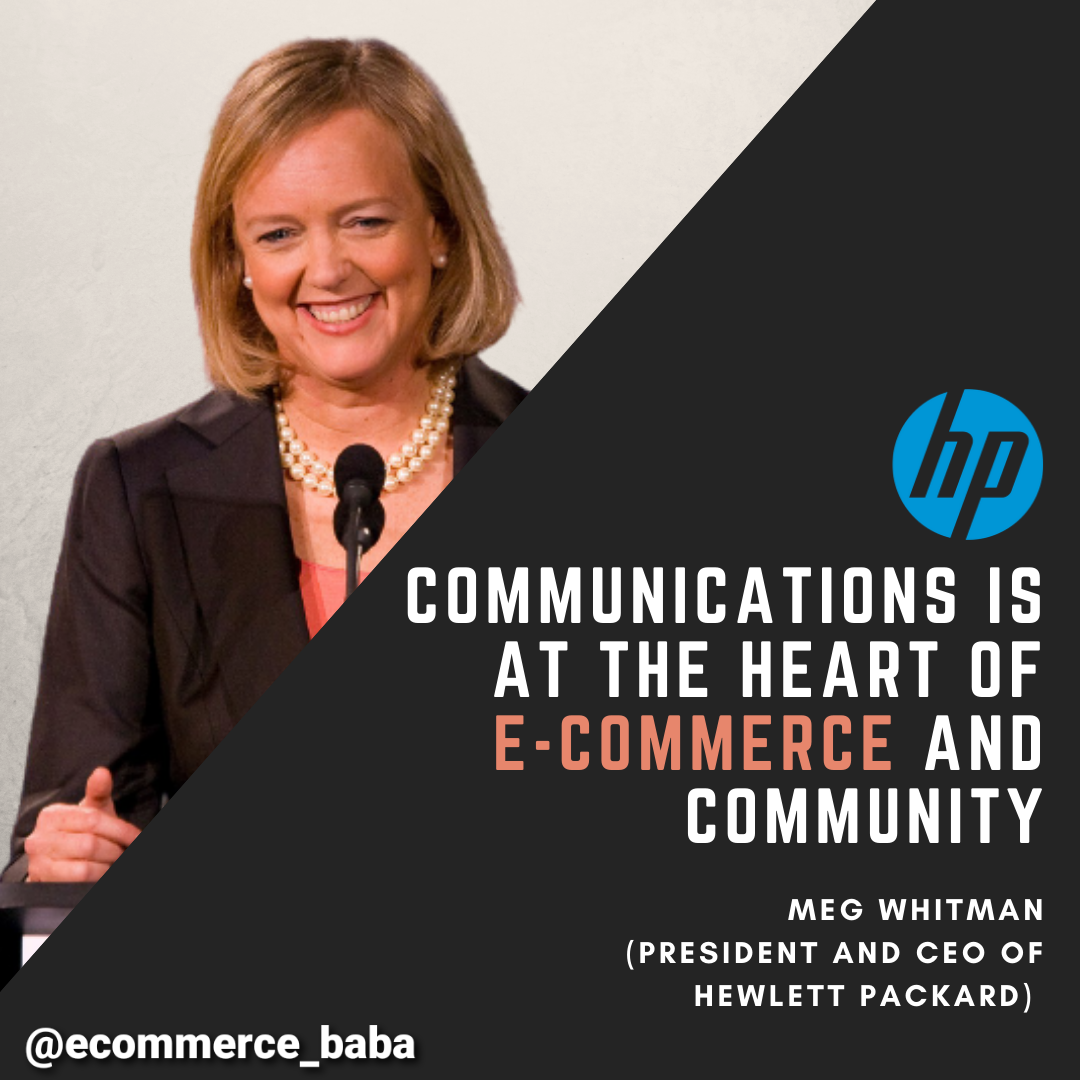 hp
COMMUNICATIONS IS
AT THE HEART OF
E-COMMERCE AND
COMMUNITY
MEG WHITMAN
(PRESIDENT AND CEO OF
HEWLETT PACKARD)
@ecommerce_baba